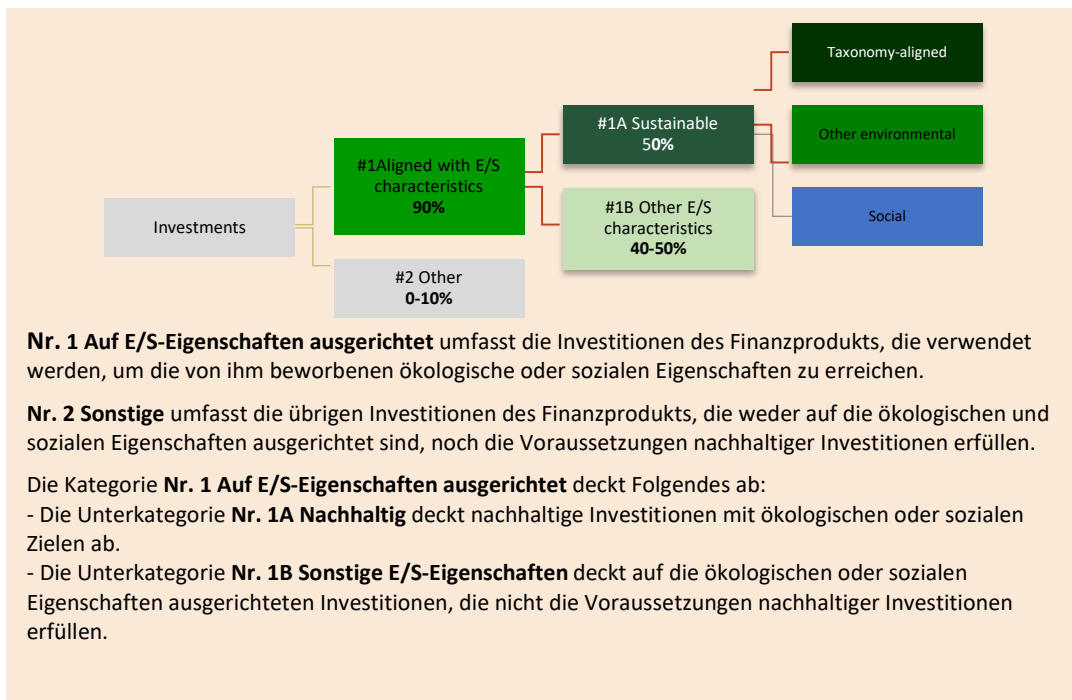 Taxonomy-aligned
#1A Sustainable
50%
Other environmental
#1Aligned with E/S
characteristics
90%
#1B Other E/S
characteristics
40-50%
Social
Investments
#2 Other
0-10%
Nr. 1 Auf E/S-Eigenschaften ausgerichtet umfasst die Investitionen des Finanzprodukts, die verwendet
werden, um die von ihm beworbenen ökologische oder sozialen Eigenschaften zu erreichen.
Nr. 2 Sonstige umfasst die übrigen Investitionen des Finanzprodukts, die weder auf die ökologischen und
sozialen Eigenschaften ausgerichtet sind, noch die Voraussetzungen nachhaltiger Investitionen erfüllen.
Die Kategorie Nr. 1 Auf E/S-Eigenschaften ausgerichtet deckt Folgendes ab:
- Die Unterkategorie Nr. 1A Nachhaltig deckt nachhaltige Investitionen mit ökologischen oder sozialen
Zielen ab.
- Die Unterkategorie Nr. 1B Sonstige E/S-Eigenschaften deckt auf die ökologischen oder sozialen
Eigenschaften ausgerichteten Investitionen, die nicht die Voraussetzungen nachhaltiger Investitionen
erfüllen.